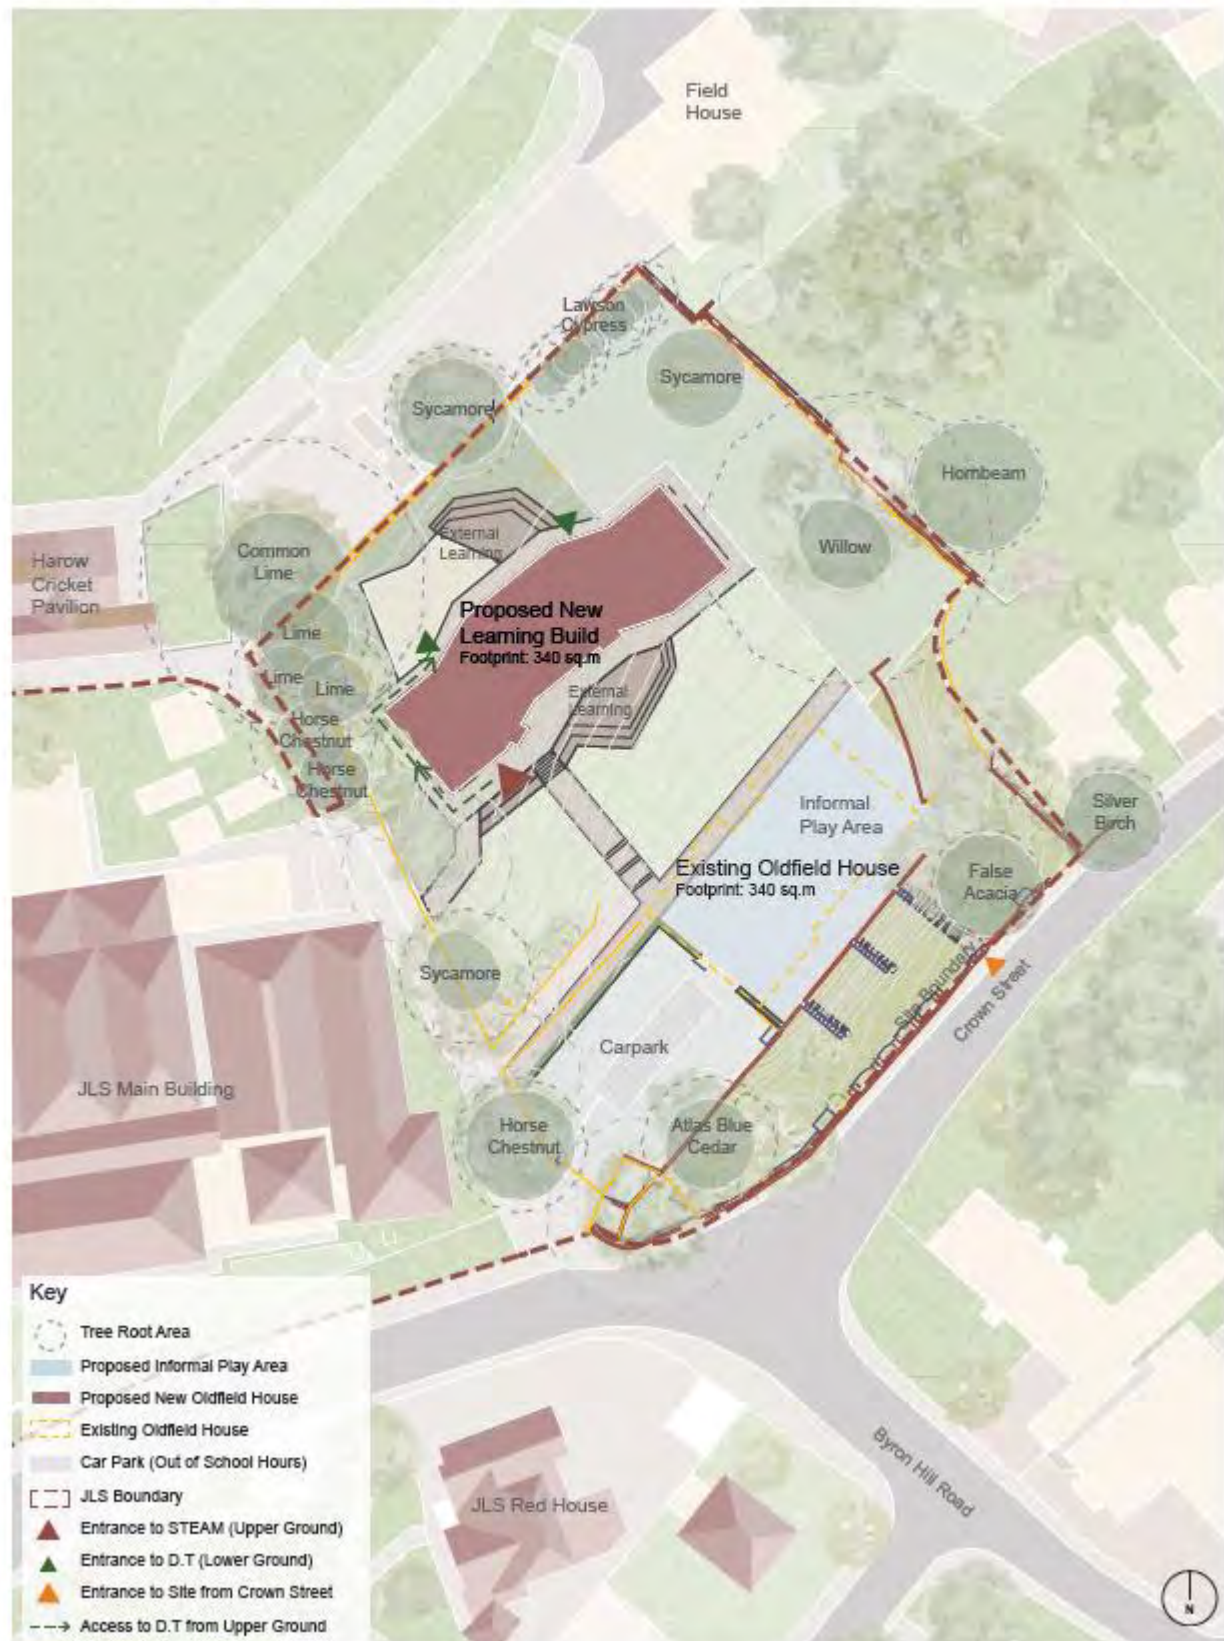 Field
House
Lawson
Cypress
Sycamore
Sycamore
Hornbeam
Willow
Common
Lime
External
Learning
Harow
Cricket
Pavilion
Lime
Lime
Lime
Proposed New
Learning Build
Footprint: 340 sq.m
External
Learning
Horse
Chestnut
Horse
Chestnut
Informal
Play Area
Silver
Birch
Existing Oldfield House
Footprint: 340 sq.m
False
Acacia
Sycamore
Site Boundary
Crown Street
Carpark
JLS Main Building
Horse
Chestnut
Atlas Blue
Cedar
Byron Hill Road
JLS Red House
Key
Tree Root Area
Proposed Informal Play Area
Proposed New Oldfield House
Existing Oldfield House
Car Park (Out of School Hours)
JLS Boundary
Entrance to STEAM (Upper Ground)
Entrance to D.T (Lower Ground)
Entrance to Site from Crown Street
Access to D.T from Upper Ground
N